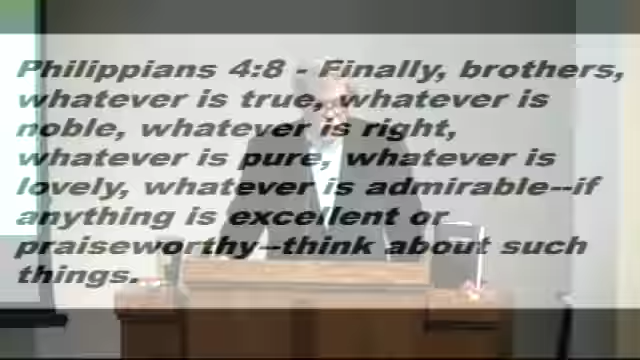 Philippians 4:8 - Finally, brothers,
whatever is true, whatever is
noble, whatever is right,
whatever is pure, whatever is
lovely, whatever is admirable--if
anything is excellent or
praiseworthy--think about such
things.